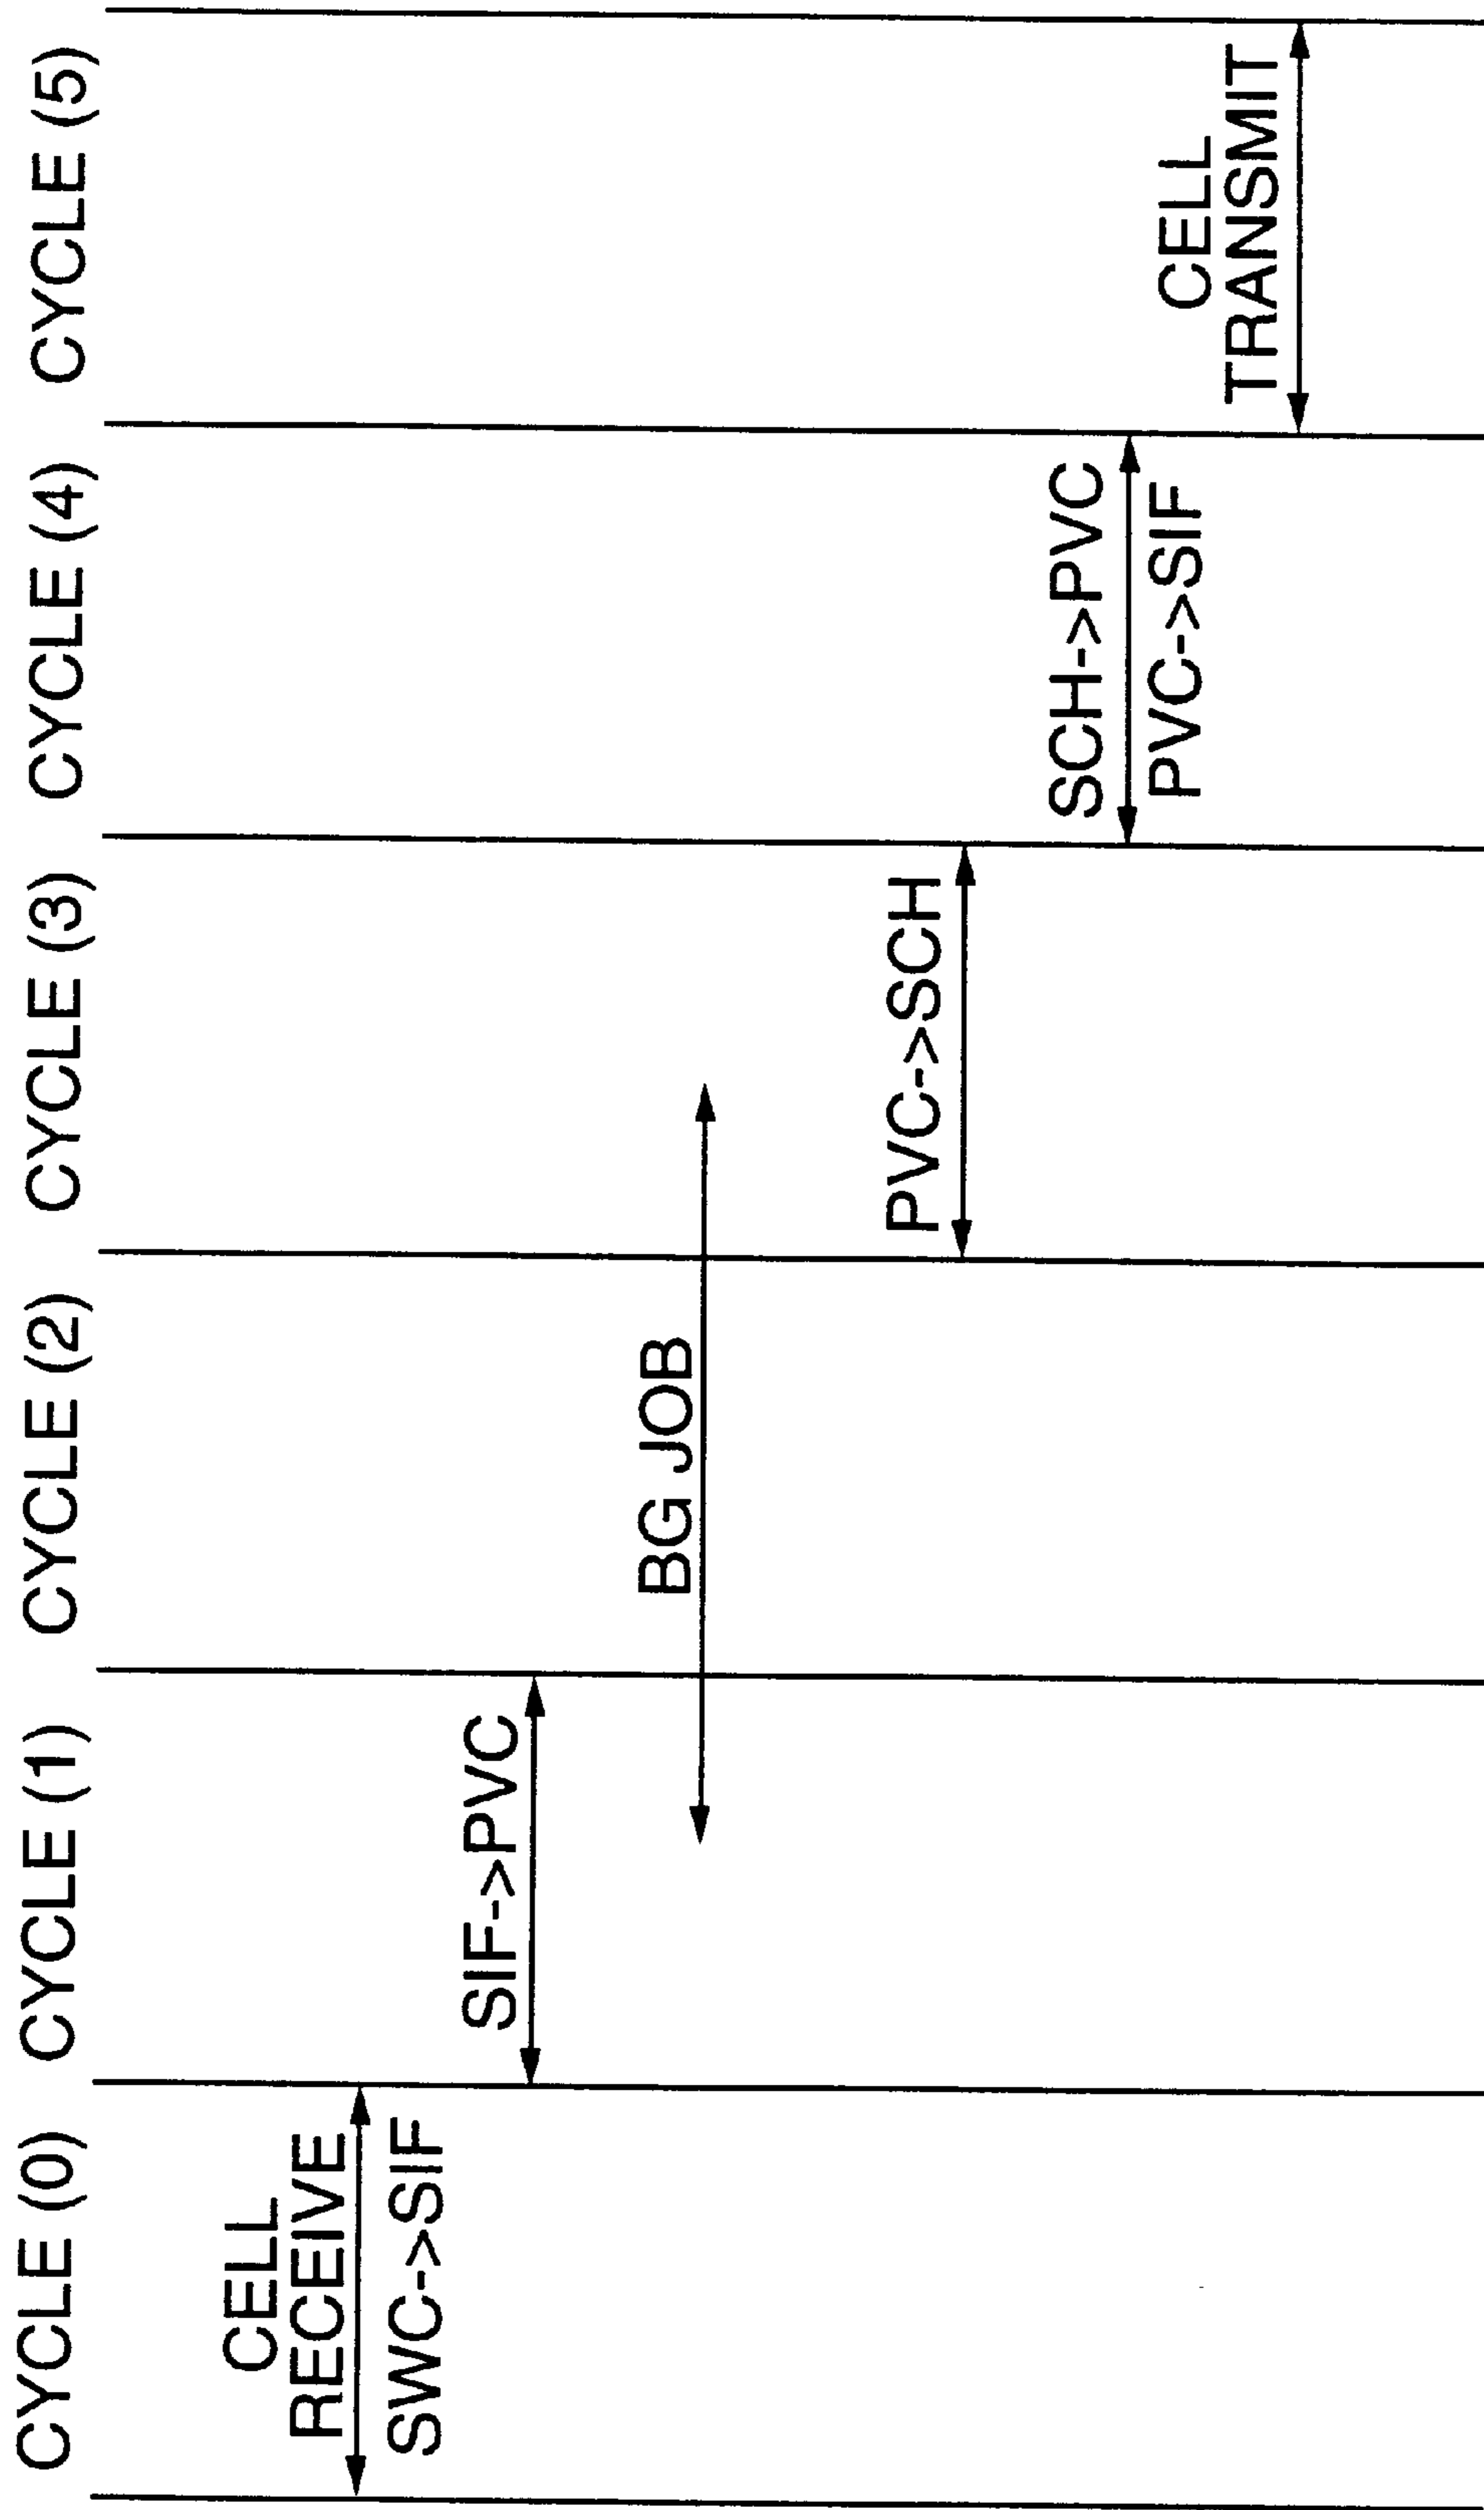 CYCLE (0)
CYCLE (1)
CYCLE (2)
CYCLE (3)
CYCLE (4)
CYCLE (5)
CELL
RECEIVE
SWC->SIF
SIF->PVC
BG JOB
PVC->SCH
SCH->PVC
PVC->SIF
CELL
TRANSMIT